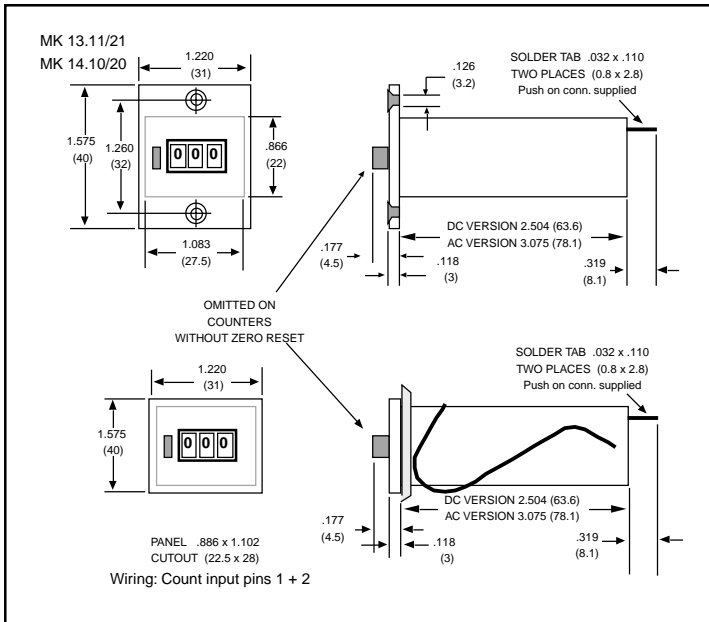 MK 13.11/21
MK 14.10/20
1.220
(31)
1.575
(40)
1.260
(32)
0 0 0
.866
(22)
1.083
(27.5)
.126
(3.2)
SOLDER TAB .032 x .110
TWO PLACES (0.8 x 2.8)
Push on conn. supplied
DC VERSION 2.504 (63.6)
AC VERSION 3.075 (78.1)
.177
(4.5)
.118
(3)
.319
(8.1)
OMITTED ON
COUNTERS
WITHOUT ZERO RESET
1.220
(31)
1.575
(40)
0 0 0
SOLDER TAB .032 x .110
TWO PLACES (0.8 x 2.8)
Push on conn. supplied
DC VERSION 2.504 (63.6)
AC VERSION 3.075 (78.1)
.177
(4.5)
.118
(3)
.319
(8.1)
PANEL .886 x 1.102
CUTOUT (22.5 x 28)
Wiring: Count input pins 1 + 2